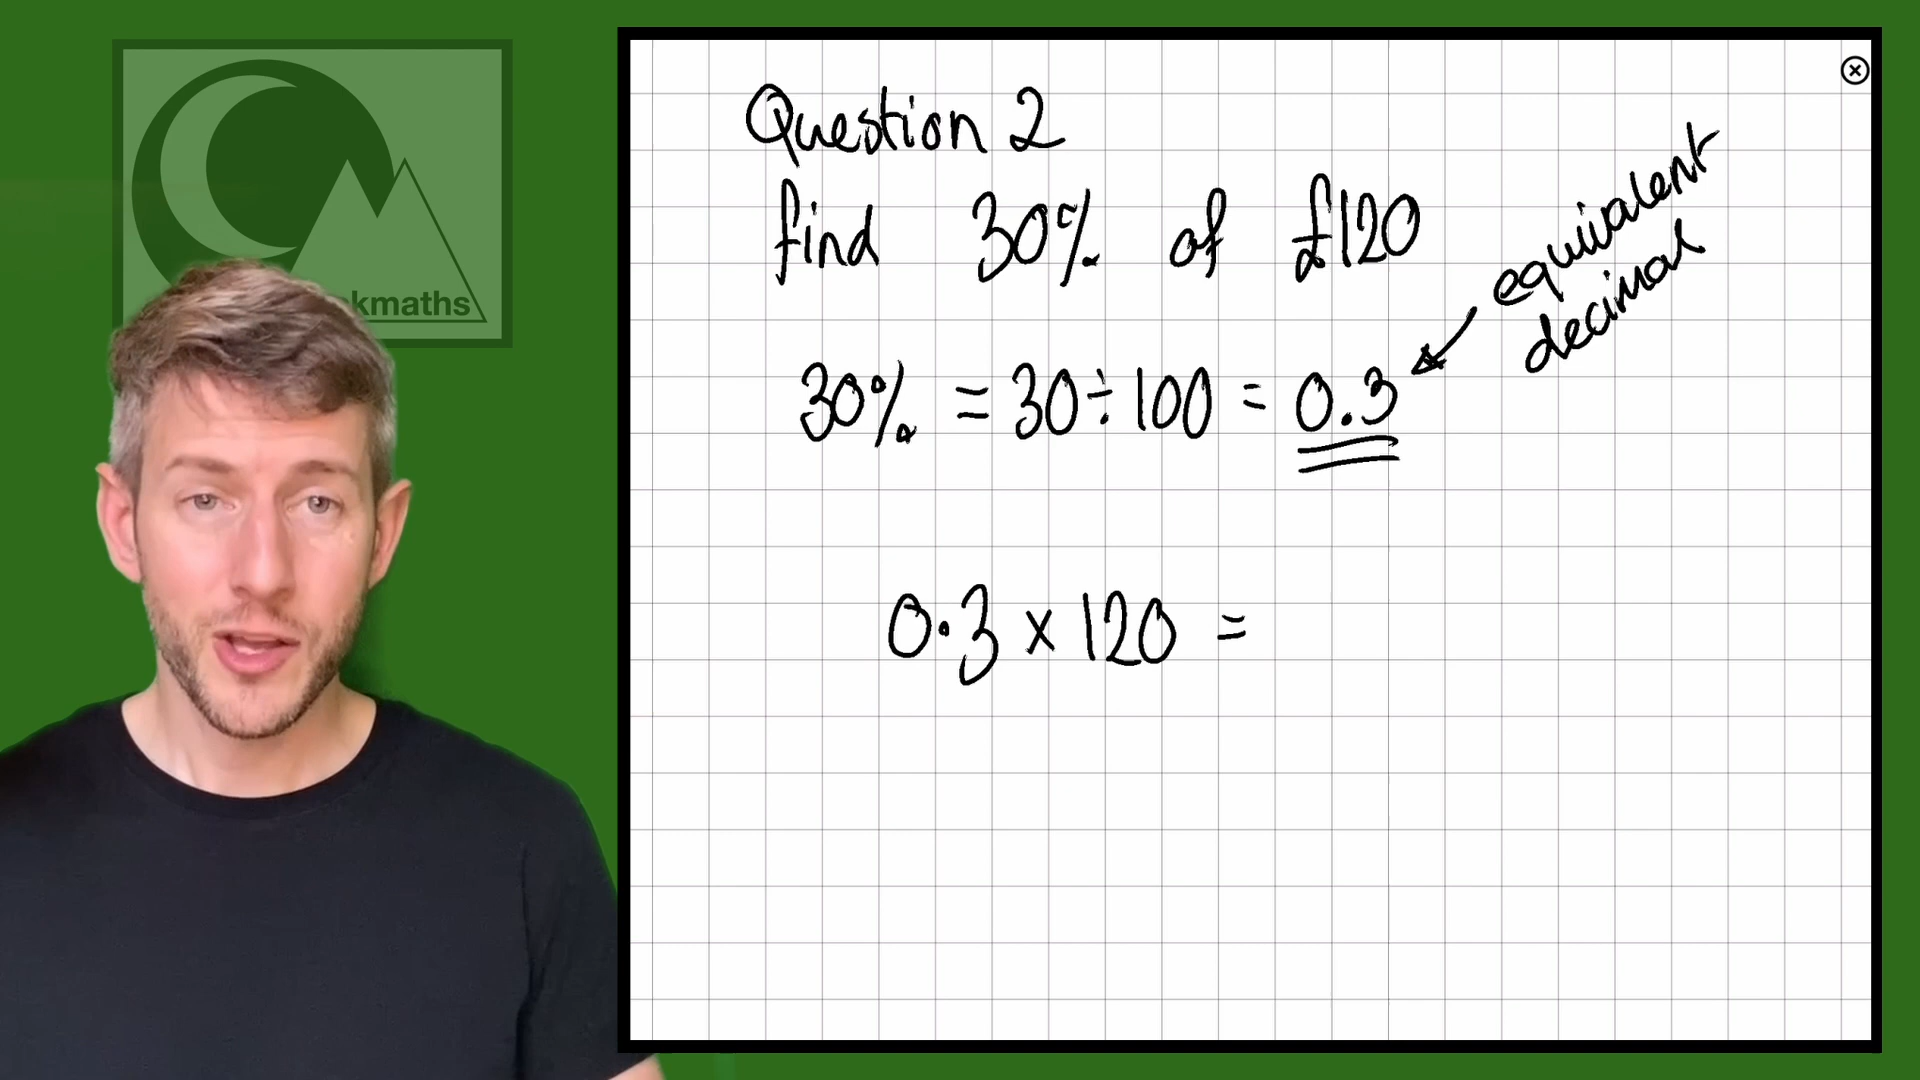 kmaths
Question 2
find 30% of £120
equivalent
decimal
30% = 30÷100 = 0.3
0.3 x 120 =